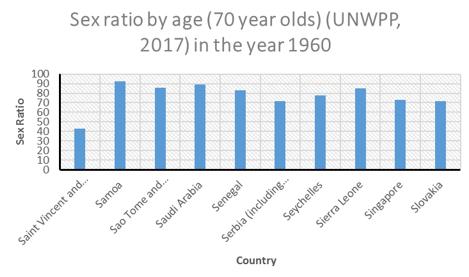 Sex ratio by age (70 year olds) (UNWPP,
2017) in the year 1960
100
90
80
70
60
50
40
30
20
10
0
Sex Ratio
Saint Vincent and…
Samoa
Sao Tome and…
Saudi Arabia
Senegal
Serbia (including…
Seychelles
Sierra Leone
Singapore
Slovakia
Country